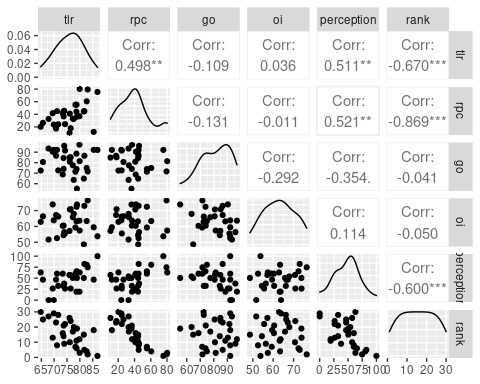 tlr rpc go oi perception rank
0.06
0.04
0.02
0.00
Corr: Corr: Corr: Corr: Corr:
0.498** -0.109 0.036 0.511** -0.670***
tlr
80
60
40
20
Corr: Corr: Corr: Corr:
-0.131 -0.011 0.521** -0.869***
rpc
90
80
70
60
Corr: Corr: Corr:
-0.292 -0.354. -0.041
go
70
60
50
Corr: Corr:
0.114 -0.050
oi
100
75
50
25
0
Corr:
-0.600***
perception
30
20
10
0
rank
6570758085 20 40 60 80 60708090 50 60 70 0 255075100 0 10 20 30